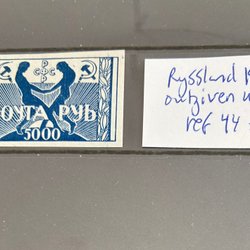 Р
С Ф
С Р
ПОЧТА РУБ
5000
Ryssland
outgiven
ref 44